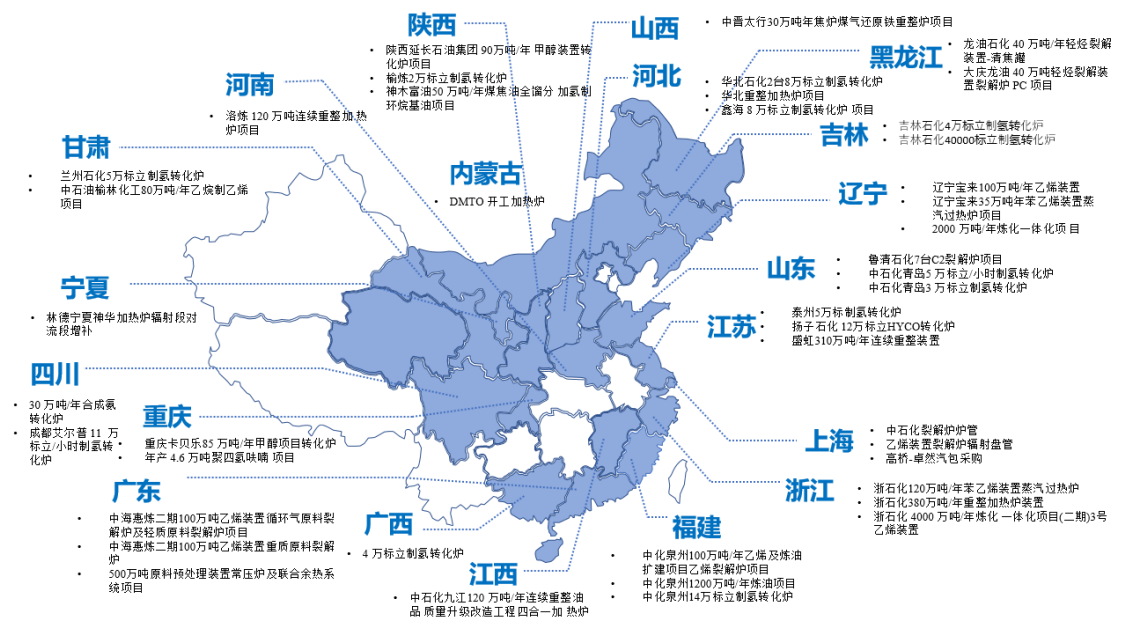 陕西
陕西延长石油集团 90万吨/年 甲醇装置转
化炉项目
榆炼2万标立制氢转化炉
神木富油50 万吨/年煤焦油全馏分 加氢制
环烷基油项目
山西
中晋太行30万吨年焦炉煤气还原铁重整炉项目
河北
华北石化2台8万标立制氢转化炉
华北重整加热炉项目
鑫海 8 万标立制氢转化炉 项目
黑龙江
龙油石化 40 万吨/年轻烃裂解
装置-清焦罐
大庆龙油 40 万吨轻烃裂解装
置裂解炉 PC 项目
河南
洛炼 120 万吨连续重整加 热
炉项目
吉林
吉林石化4万标立制氢转化炉
吉林石化40000标立制氢转化炉
甘肃
兰州石化5万标立制氢转化炉
中石油榆林化工80万吨/年乙烷制乙烯
项目
内蒙古
DMTO 开工加热炉
辽宁
辽宁宝来100万吨/年乙烯装置
辽宁宝来35万吨年苯乙烯装置蒸
汽过热炉项目
2000 万吨/年炼化一体化项目
山东
鲁清石化7台C2裂解炉项目
中石化青岛5 万标立/小时制氢转化炉
中石化青岛3 万标立制氢转化炉
宁夏
林德宁夏神华加热炉辐射段对
流段增补
江苏
泰州5万标制氢转化炉
扬子石化 12万标立HYCO转化炉
盛虹310万吨/年连续重整装置
四川
30 万吨/年合成氨
转化炉
成都艾尔普 11 万
标立/小时制氢转
化炉
重庆
重庆卡贝乐85 万吨/年甲醇项目转化炉
年产 4.6 万吨聚四氢呋喃 项目
上海
中石化裂解炉炉管
乙烯装置裂解炉辐射盘管
高桥-卓然汽包采购
浙江
浙石化120万吨/年苯乙烯装置蒸汽过热炉
浙石化380万吨/年重整加热炉装置
浙石化 4000 万吨/年炼化 一体化项目(二期)3号
乙烯装置
广东
中海惠炼二期100万吨乙烯装置循环气原料裂
解炉及轻质原料裂解炉项目
中海惠炼二期100万吨乙烯装置重质原料裂解
炉
500万吨原料预处理装置常压炉及联合余热系
统项目
广西
4 万标立制氢转化炉
江西
中石化九江120 万吨/年连续重整油
品 质量升级改造工程 四合一加 热炉
福建
中化泉州100万吨/年乙烯及炼油
扩建项目乙烯裂解炉项目
中化泉州1200万吨/年炼油项目
中化泉州14万标立制氢转化炉